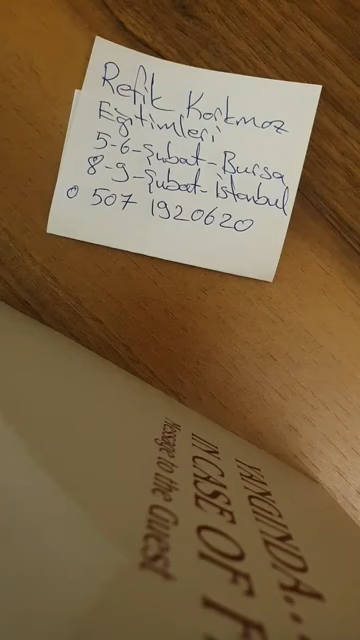 Refik Korkmaz
Eğitimleri
5-6-Şubat-Bursa
8-9-Şubat-İstanbul
0 507 1920620
YANGINDA..
IN CASE OF F
Message to the Guest